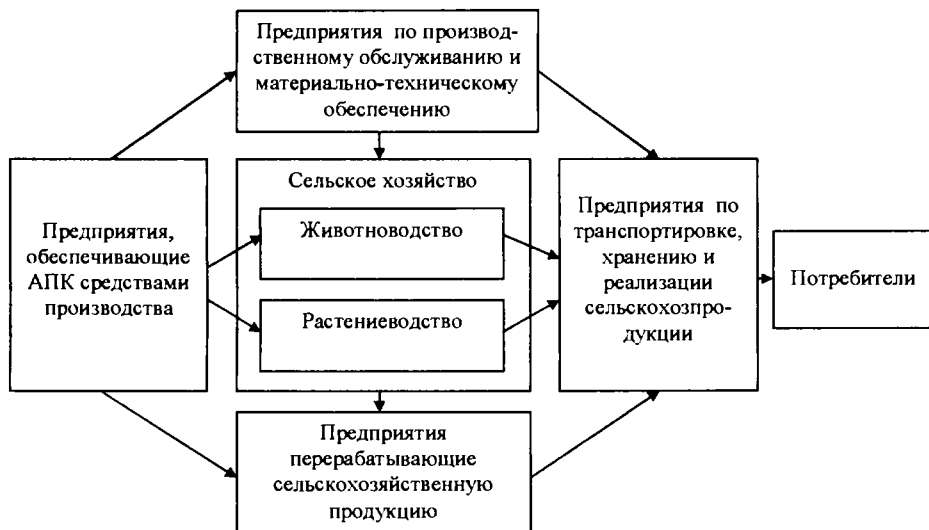 Предприятия по производ-
ственному обслуживанию и
материально-техническому
обеспечению
Предприятия,
обеспечивающие
АПК средствами
производства
Сельское хозяйство
Животноводство
Растениеводство
Предприятия по
транспортировке,
хранению и
реализации
сельскохозпро-
дукции
Потребители
Предприятия
перерабатывающие
сельскохозяйственную
продукцию